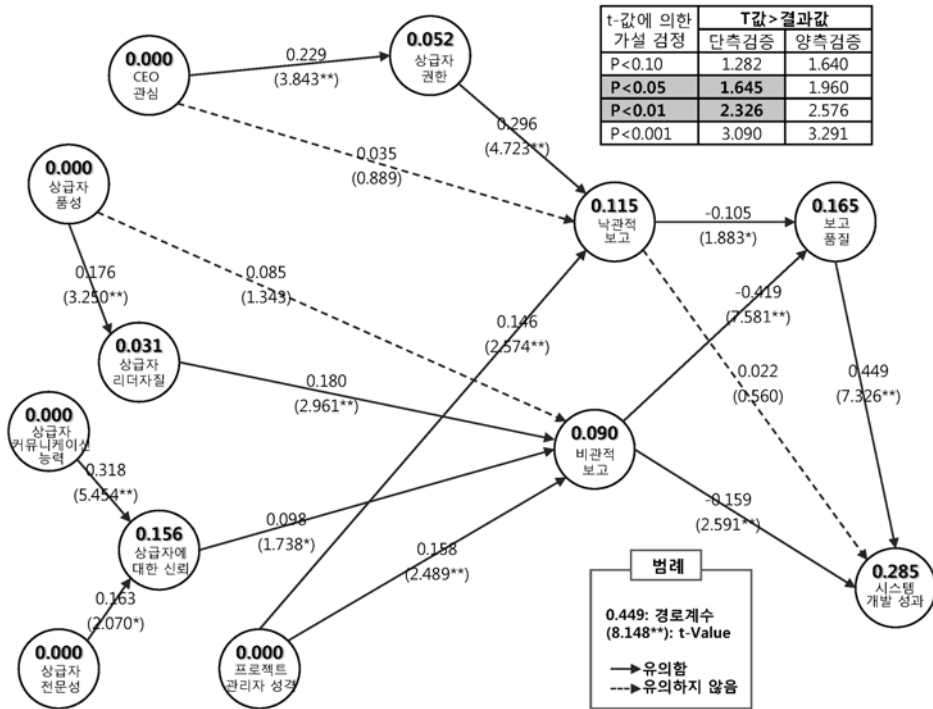 t-값에 의한 가설 검정
T값>결과값
단측검증 양측검증
P<0.10 1.282 1.640
P<0.05 1.645 1.960
P<0.01 2.326 2.576
P<0.001 3.090 3.291
0.000
CEO
관심
0.229
(3.843**)
0.052
상급자
권한
0.296
(4.723**)
0.035
(0.889)
0.000
상급자
품성
0.176
(3.250**)
0.085
(1.343)
0.115
낙관적
보고
-0.105
(1.883*)
0.165
보고
품질
0.146
(2.574**)
-0.419
(7.581**)
0.031
상급자
리더자질
0.180
(2.961**)
0.022
(0.560)
0.449
(7.326**)
0.000
상급자
커뮤니케이션
능력
0.318
(5.454**)
0.090
비관적
보고
0.098
(1.738*)
-0.159
(2.591**)
0.156
상급자에
대한 신뢰
0.158
(2.489**)
0.163
(2.070*)
0.285
시스템
개발 성과
0.000
상급자
전문성
0.000
프로젝트
관리자 성격
범례
0.449: 경로계수
(8.148**): t-Value
유의함
유의하지 않음